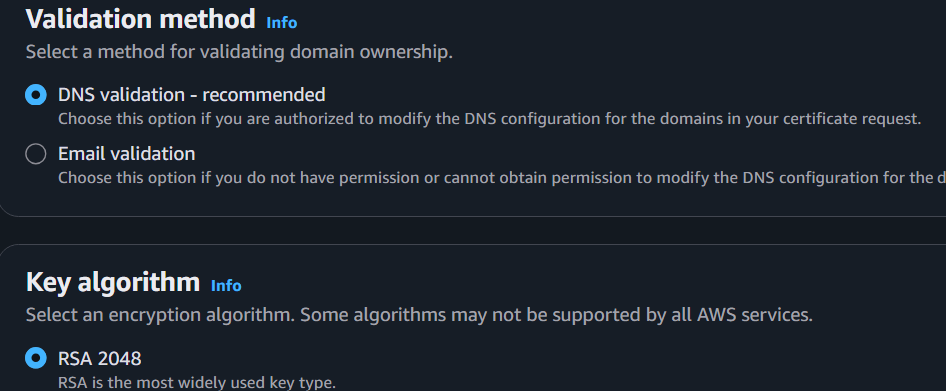 Validation method Info
Select a method for validating domain ownership.
DNS validation - recommended
Choose this option if you are authorized to modify the DNS configuration for the domains in your certificate request.
Email validation
Choose this option if you do not have permission or cannot obtain permission to modify the DNS configuration for the d
Key algorithm Info
Select an encryption algorithm. Some algorithms may not be supported by all AWS services.
RSA 2048
RSA is the most widely used key type.